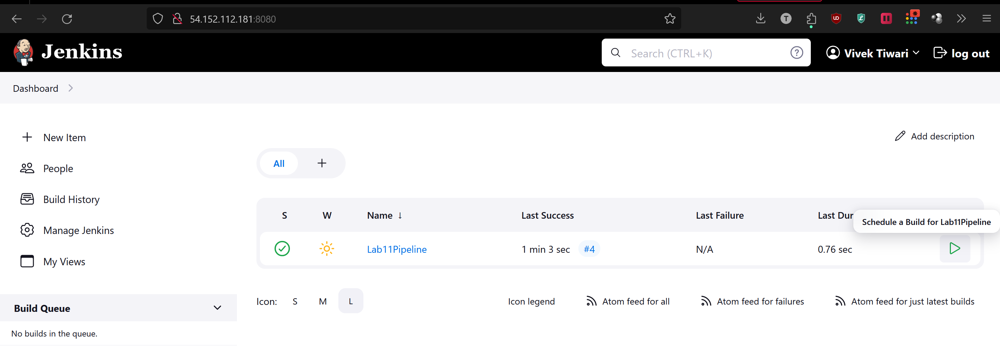 54.152.112.181:8080
T
Jenkins
Search (CTRL+K)
Vivek Tiwari
log out
Dashboard
New Item
People
Build History
Manage Jenkins
My Views
Build Queue
No builds in the queue.
Add description
All
S W Name ↓ Last Success Last Failure Last Dur
Schedule a Build for Lab11Pipeline
Lab11Pipeline 1 min 3 sec #4 N/A 0.76 sec
Icon: S M L
Icon legend
Atom feed for all
Atom feed for failures
Atom feed for just latest builds